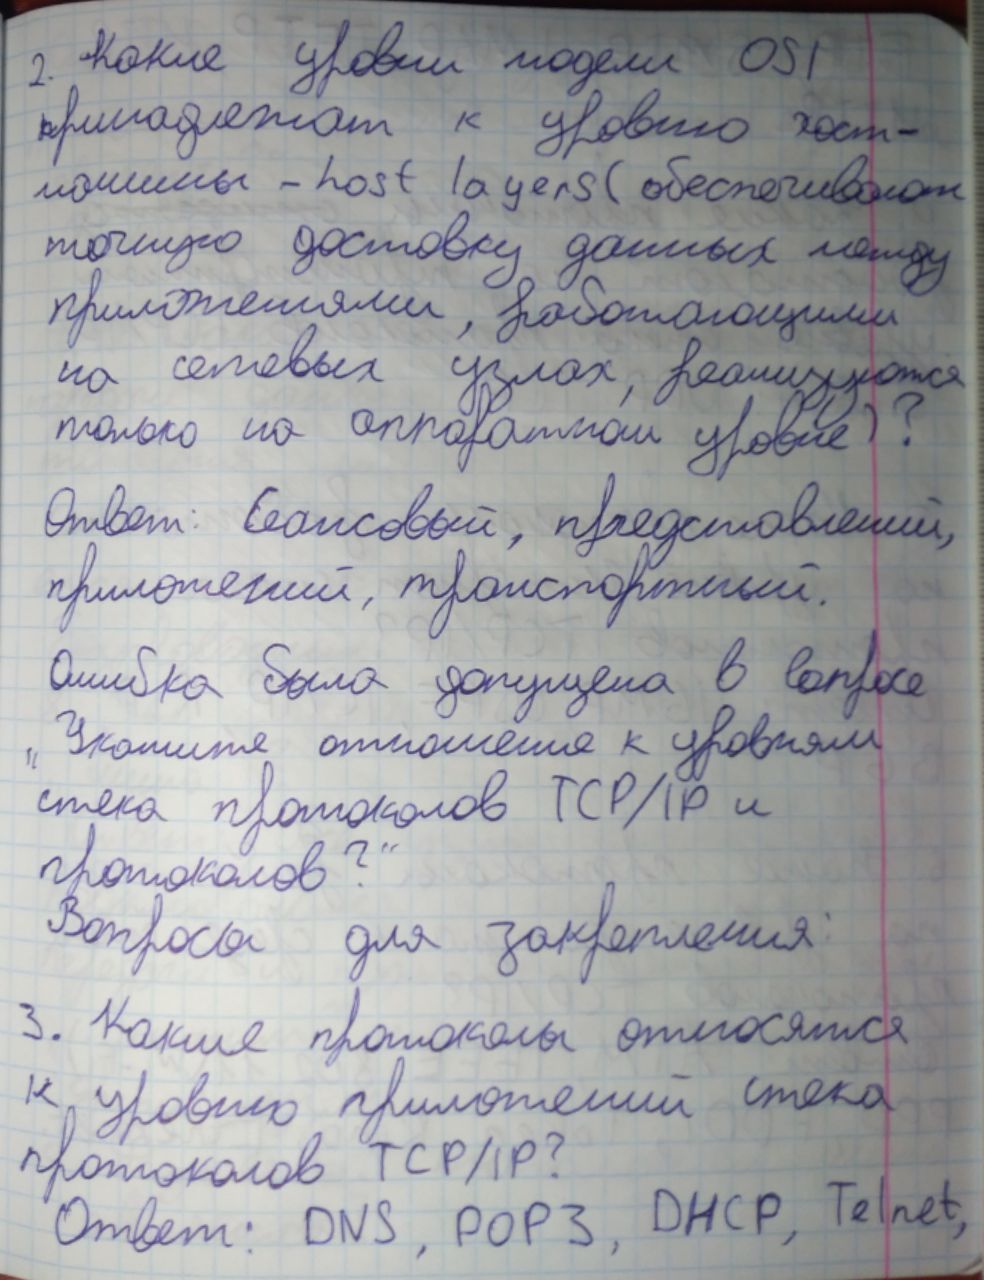 2. Какие уровни модели OSI
принадлежат к уровню хост-
машины - host layers (обеспечивают
точную доставку данных между
приложениями, работающими
на сетевых узлах, реализуются
только на аппаратном уровне)?
Ответ: Сеансовый, представлений,
приложений, транспортный.
Ошибка была допущена в вопросе
„Укажите отношение к уровням
стека протоколов TCP/IP и
протоколов?“
Вопросы для закрепления:
3. Какие протоколы относятся
к уровню приложений стека
протоколов TCP/IP?
Ответ: DNS, POP3, DHCP, Telnet,